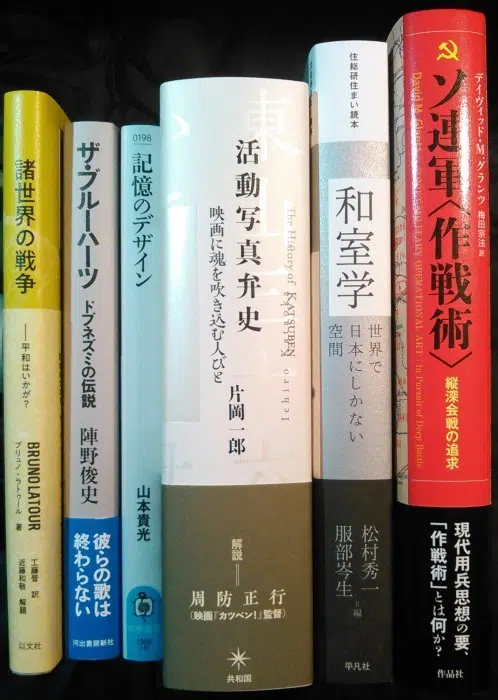 諸世界の戦争
平和はいかが?
BRUNO LATOUR
ブリュノ・ラトゥール 著
工藤晋 訳
近藤和敬 解題
以文社
ザ・ブルーハーツ
ドブネズミの伝説
陣野俊史
彼らの歌は
終わらない
河出書房新社
0198
記憶のデザイン
山本貴光
活動写真弁史
映画に魂を吹き込む人びと
The History of KATSUBEN
片岡一郎
Ichiro
解説
周防正行
(映画『カツベン!』監督)
共和国
住総研住まい読本
和室学
世界で
日本にしかない
空間
松村秀一
服部岑生
編
平凡社
デイヴィッド・M・グランツ
梅田宗法 訳
ソ連軍〈作戦術〉
David M.
MILITARY OPERATIONAL ART - In Pursuit of Deep Battle
縦深会戦の追求
現代用兵思想の要、
「作戦術」とは何か?
作品社